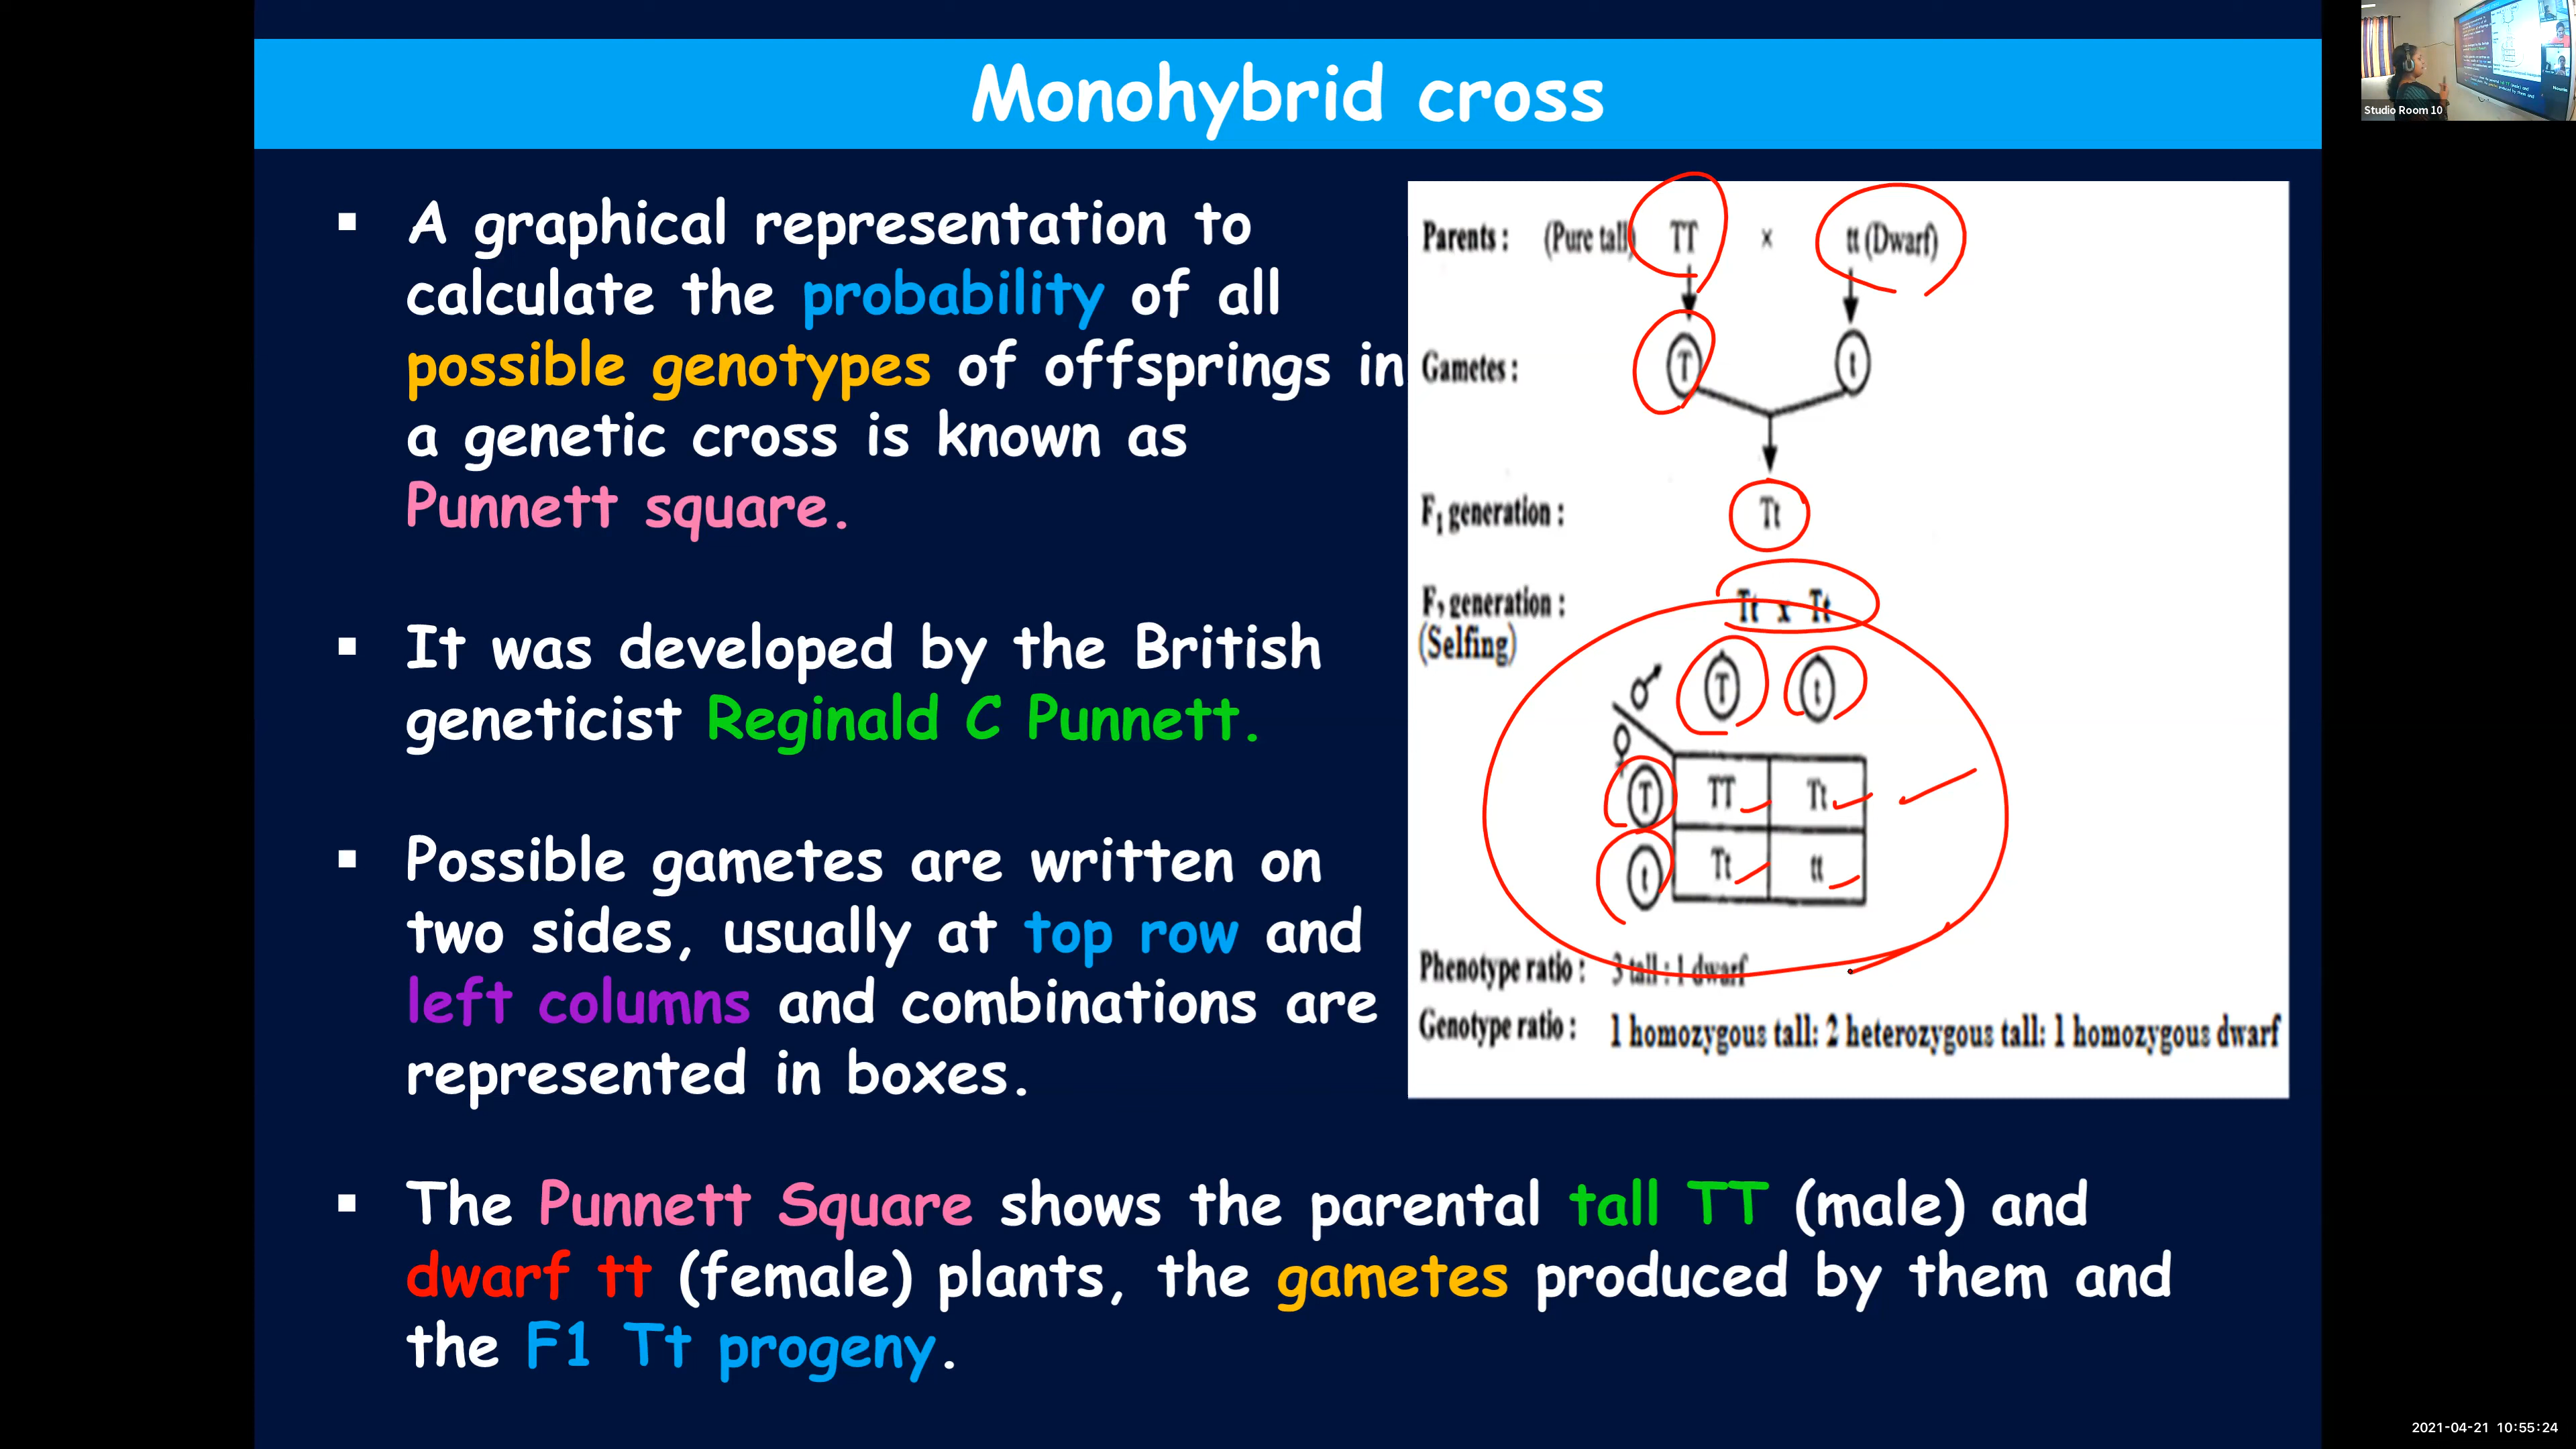 Monohybrid cross
Studio Room 10
▪ A graphical representation to
calculate the probability of all
possible genotypes of offsprings in
a genetic cross is known as
Punnett square.
▪ It was developed by the British
geneticist Reginald C Punnett.
▪ Possible gametes are written on
two sides, usually at top row and
left columns and combinations are
represented in boxes.
▪ The Punnett Square shows the parental tall TT (male) and
dwarf tt (female) plants, the gametes produced by them and
the F1 Tt progeny.
Parents : (Pure tall) TT × tt (Dwarf)
Gametes : T t
F1 generation : Tt
F2 generation : Tt x Tt
(Selfing)
♂ T t
♀
T TT Tt
t Tt tt
Phenotype ratio : 3 tall : 1 dwarf
Genotype ratio : 1 homozygous tall: 2 heterozygous tall: 1 homozygous dwarf
2021-04-21 10:55:24